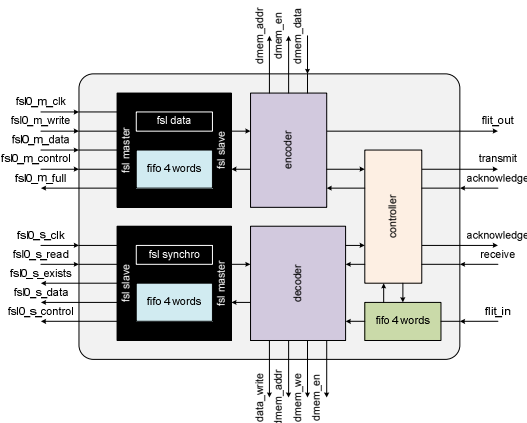 dmem_addr
dmem_en
dmem_data
fsl0_m_clk
fsl0_m_write
fsl0_m_data
fsl0_m_control
fsl0_m_full
fsl master
fsl data
fifo 4 words
fsl slave
encoder
flit_out
transmit
acknowledge
controller
fsl0_s_clk
fsl0_s_read
fsl0_s_exists
fsl0_s_data
fsl0_s_control
fsl slave
fsl synchro
fifo 4 words
fsl master
decoder
acknowledge
receive
fifo 4 words
flit_in
data_write
dmem_addr
dmem_we
dmem_en